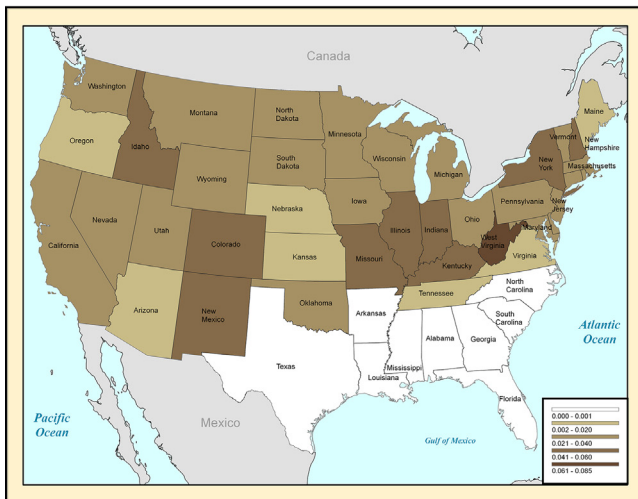 Canada
Washington
Montana
North
Dakota
Minnesota
Maine
Vermont
New
Hampshire
Oregon
Idaho
South
Dakota
Wisconsin
Michigan
New
York
Massachusetts
Wyoming
Nebraska
Iowa
Pennsylvania
New
Jersey
Nevada
Utah
Colorado
Kansas
Missouri
Illinois
Indiana
Ohio
West
Virginia
Maryland
Virginia
California
Kentucky
Arizona
New
Mexico
Oklahoma
Arkansas
Tennessee
North
Carolina
South
Carolina
Texas
Louisiana
Mississippi
Alabama
Georgia
Florida
Atlantic
Ocean
Pacific
Ocean
Mexico
Gulf of Mexico
0.000 - 0.001
0.002 - 0.020
0.021 - 0.040
0.041 - 0.060
0.061 - 0.085